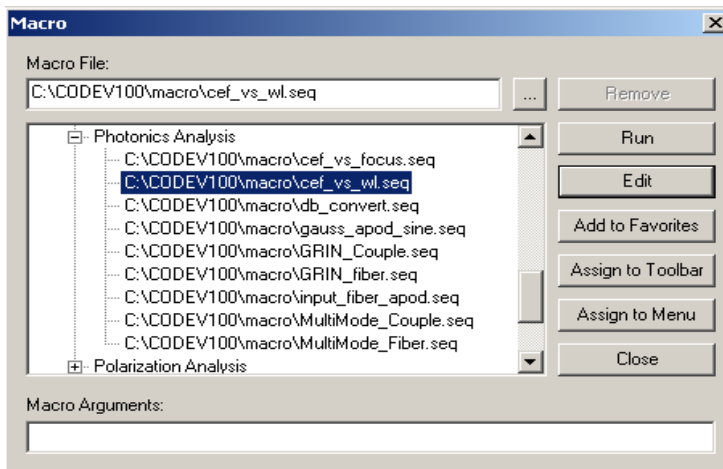 Macro
Macro File:
C:\CODEV100\macro\cef_vs_wl.seq
...
Remove
Photonics Analysis
Run
C:\CODEV100\macro\cef_vs_focus.seq
C:\CODEV100\macro\cef_vs_wl.seq
Edit
C:\CODEV100\macro\db_convert.seq
C:\CODEV100\macro\gauss_apod_sine.seq
Add to Favorites
C:\CODEV100\macro\GRIN_Couple.seq
C:\CODEV100\macro\GRIN_fiber.seq
Assign to Toolbar
C:\CODEV100\macro\input_fiber_apod.seq
C:\CODEV100\macro\MultiMode_Couple.seq
Assign to Menu
C:\CODEV100\macro\MultiMode_Fiber.seq
Polarization Analysis
Close
Macro Arguments: